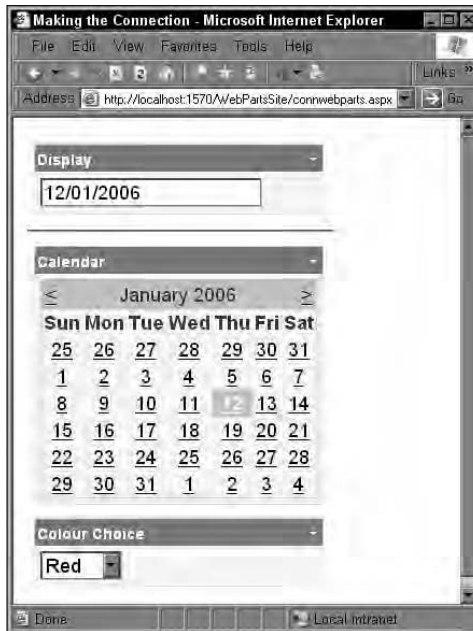 Making the Connection - Microsoft Internet Explorer
File Edit View Favorites Tools Help
Links »
Address http://localhost:1570/WebPartsSite/connwebparts.aspx Go
Display
12/01/2006
Calendar
< January 2006 >
Sun Mon Tue Wed Thu Fri Sat
25 26 27 28 29 30 31
1 2 3 4 5 6 7
8 9 10 11 12 13 14
15 16 17 18 19 20 21
22 23 24 25 26 27 28
29 30 31 1 2 3 4
Colour Choice
Red
Done Local intranet